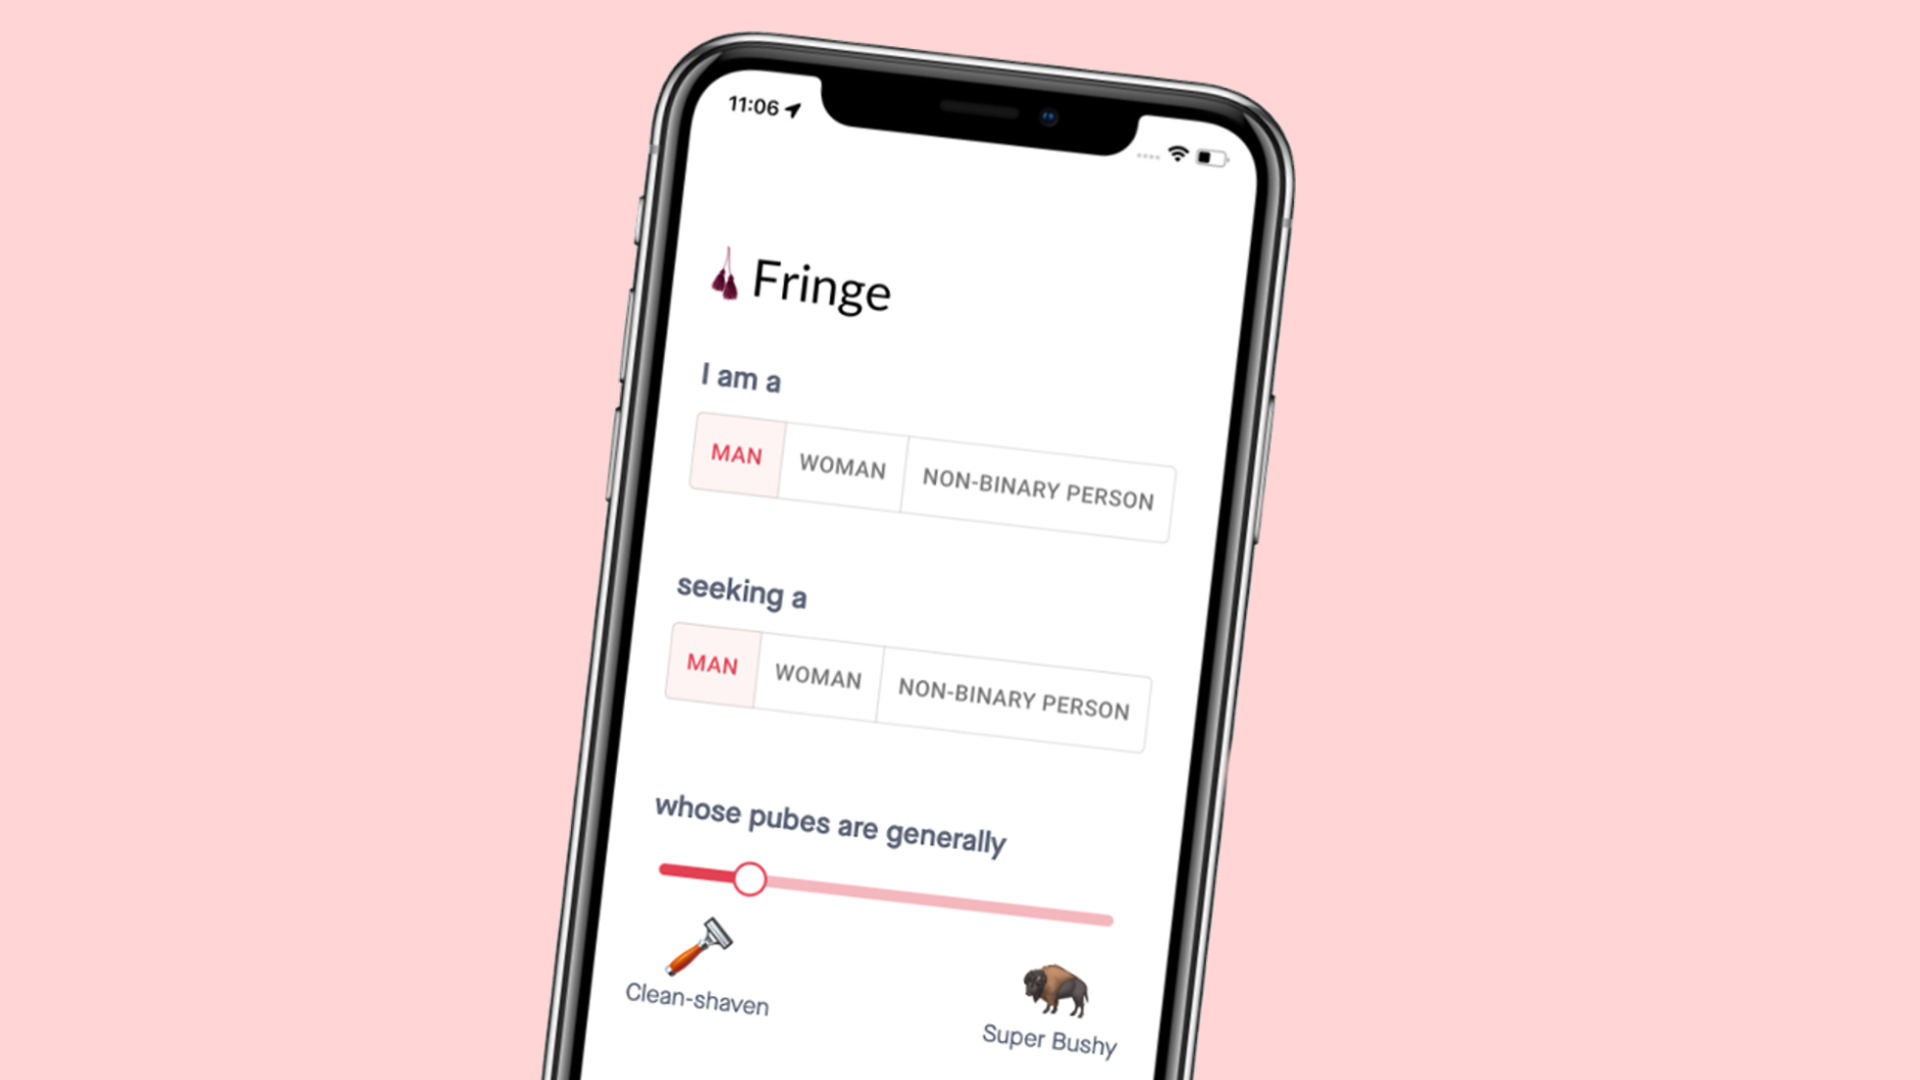 11:06
Fringe
I am a
MAN WOMAN NON-BINARY PERSON
seeking a
MAN WOMAN NON-BINARY PERSON
whose pubes are generally
Clean-shaven Super Bushy